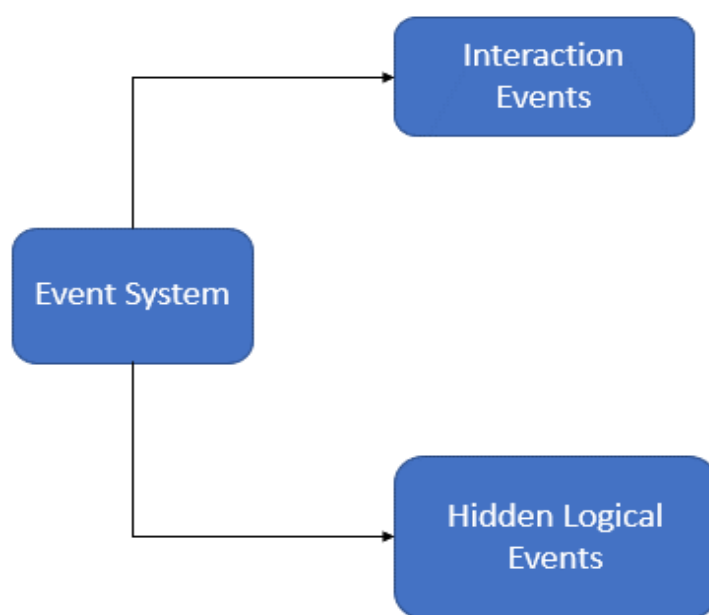 Interaction
Events
Event System
Hidden Logical
Events